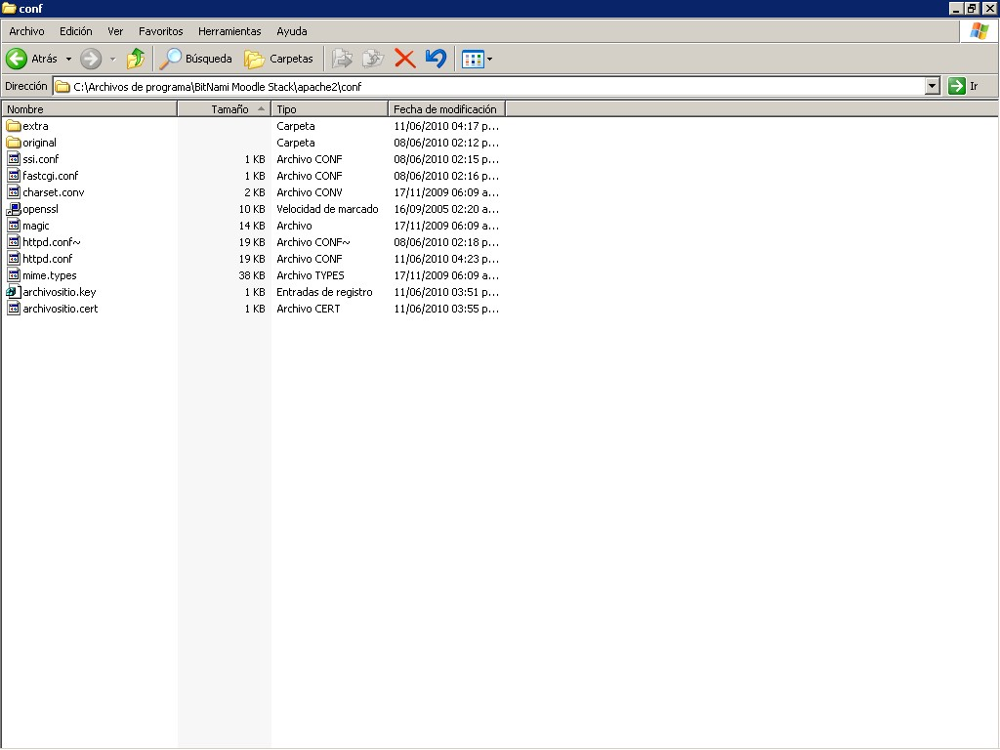 conf
Archivo Edición Ver Favoritos Herramientas Ayuda
Atrás Búsqueda Carpetas
Dirección C:\Archivos de programa\BitNami Moodle Stack\apache2\conf Ir
Nombre Tamaño Tipo Fecha de modificación
extra Carpeta 11/06/2010 04:17 p...
original Carpeta 08/06/2010 02:12 p...
ssi.conf 1 KB Archivo CONF 08/06/2010 02:15 p...
fastcgi.conf 1 KB Archivo CONF 08/06/2010 02:16 p...
charset.conv 2 KB Archivo CONV 17/11/2009 06:09 a...
openssl 10 KB Velocidad de marcado 16/09/2005 02:20 a...
magic 14 KB Archivo 17/11/2009 06:09 a...
httpd.conf~ 19 KB Archivo CONF~ 08/06/2010 02:18 p...
httpd.conf 19 KB Archivo CONF 11/06/2010 04:23 p...
mime.types 38 KB Archivo TYPES 17/11/2009 06:09 a...
archivositio.key 1 KB Entradas de registro 11/06/2010 03:51 p...
archivositio.cert 1 KB Archivo CERT 11/06/2010 03:55 p...